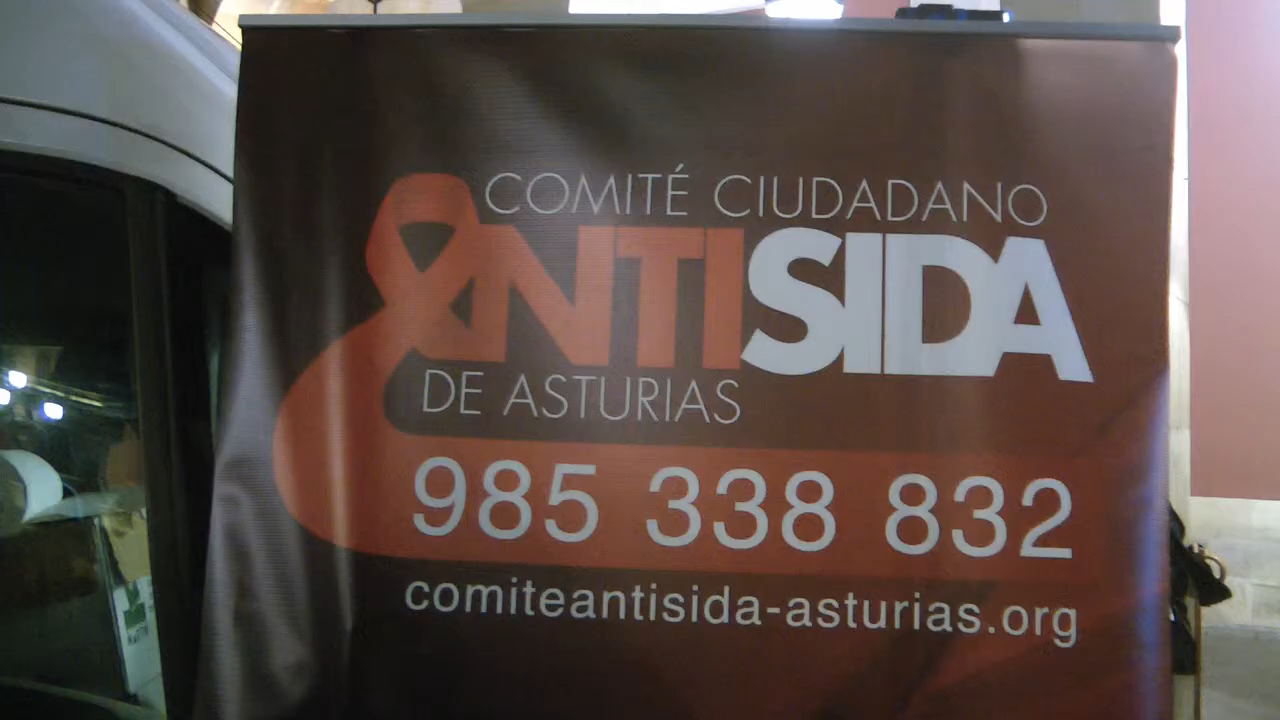 COMITÉ CIUDADANO
ANTISIDA
DE ASTURIAS
985 338 832
comiteantisida-asturias.org